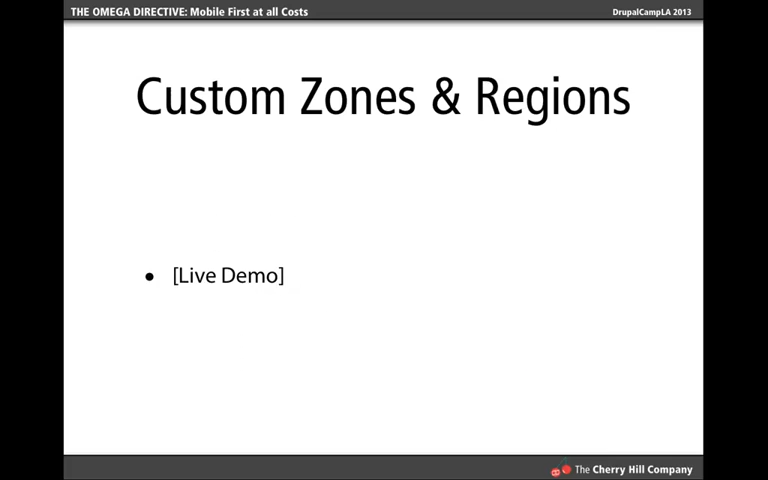 THE OMEGA DIRECTIVE: Mobile First at all Costs
DrupalCampLA 2013
Custom Zones & Regions
• [Live Demo]
The Cherry Hill Company